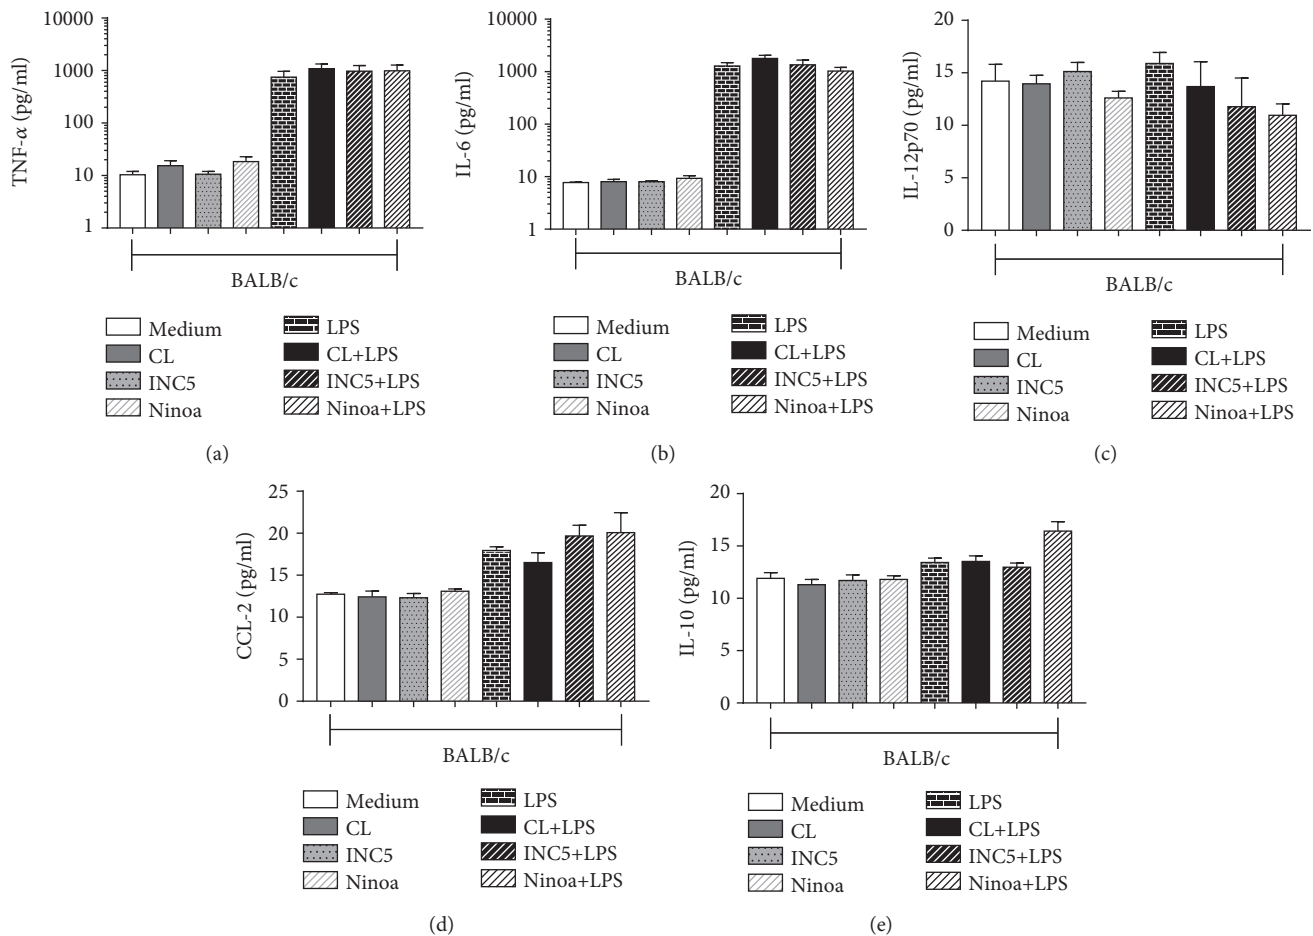 TNF-α (pg/ml)
10000
1000
100
10
1
BALB/c
Medium
CL
INC5
Ninoa
LPS
CL+LPS
INC5+LPS
Ninoa+LPS
(a)
IL-6 (pg/ml)
10000
1000
100
10
1
BALB/c
Medium
CL
INC5
Ninoa
LPS
CL+LPS
INC5+LPS
Ninoa+LPS
(b)
IL-12p70 (pg/ml)
20
15
10
5
0
BALB/c
Medium
CL
INC5
Ninoa
LPS
CL+LPS
INC5+LPS
Ninoa+LPS
(c)
CCL-2 (pg/ml)
25
20
15
10
5
0
BALB/c
Medium
CL
INC5
Ninoa
LPS
CL+LPS
INC5+LPS
Ninoa+LPS
(d)
IL-10 (pg/ml)
20
15
10
5
0
BALB/c
Medium
CL
INC5
Ninoa
LPS
CL+LPS
INC5+LPS
Ninoa+LPS
(e)